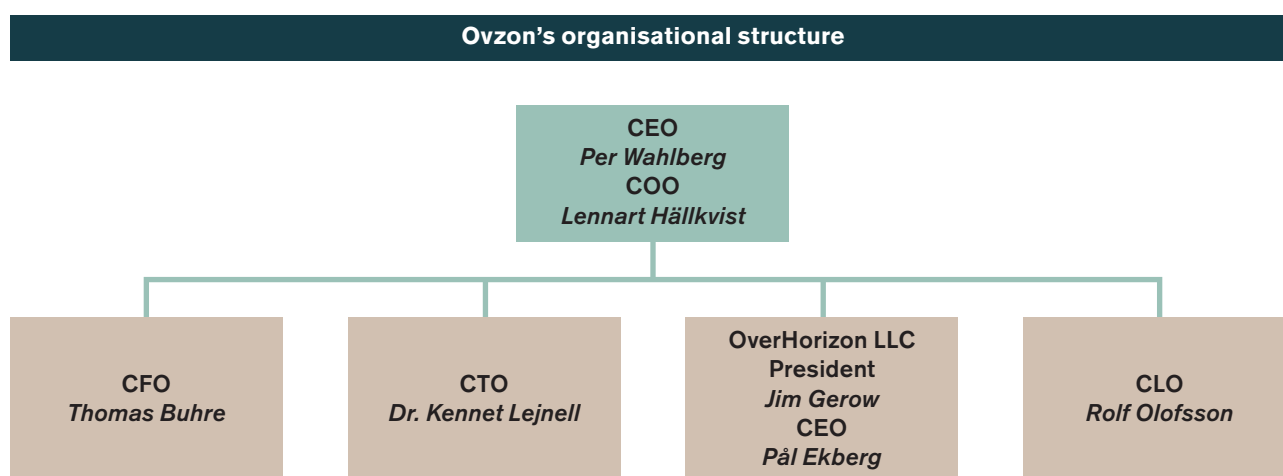 Ovzon's organisational structure
CEO
Per Wahlberg
COO
Lennart Hällkvist
CFO
Thomas Buhre
CTO
Dr. Kennet Lejnell
OverHorizon LLC
President
Jim Gerow
CEO
Pål Ekberg
CLO
Rolf Olofsson